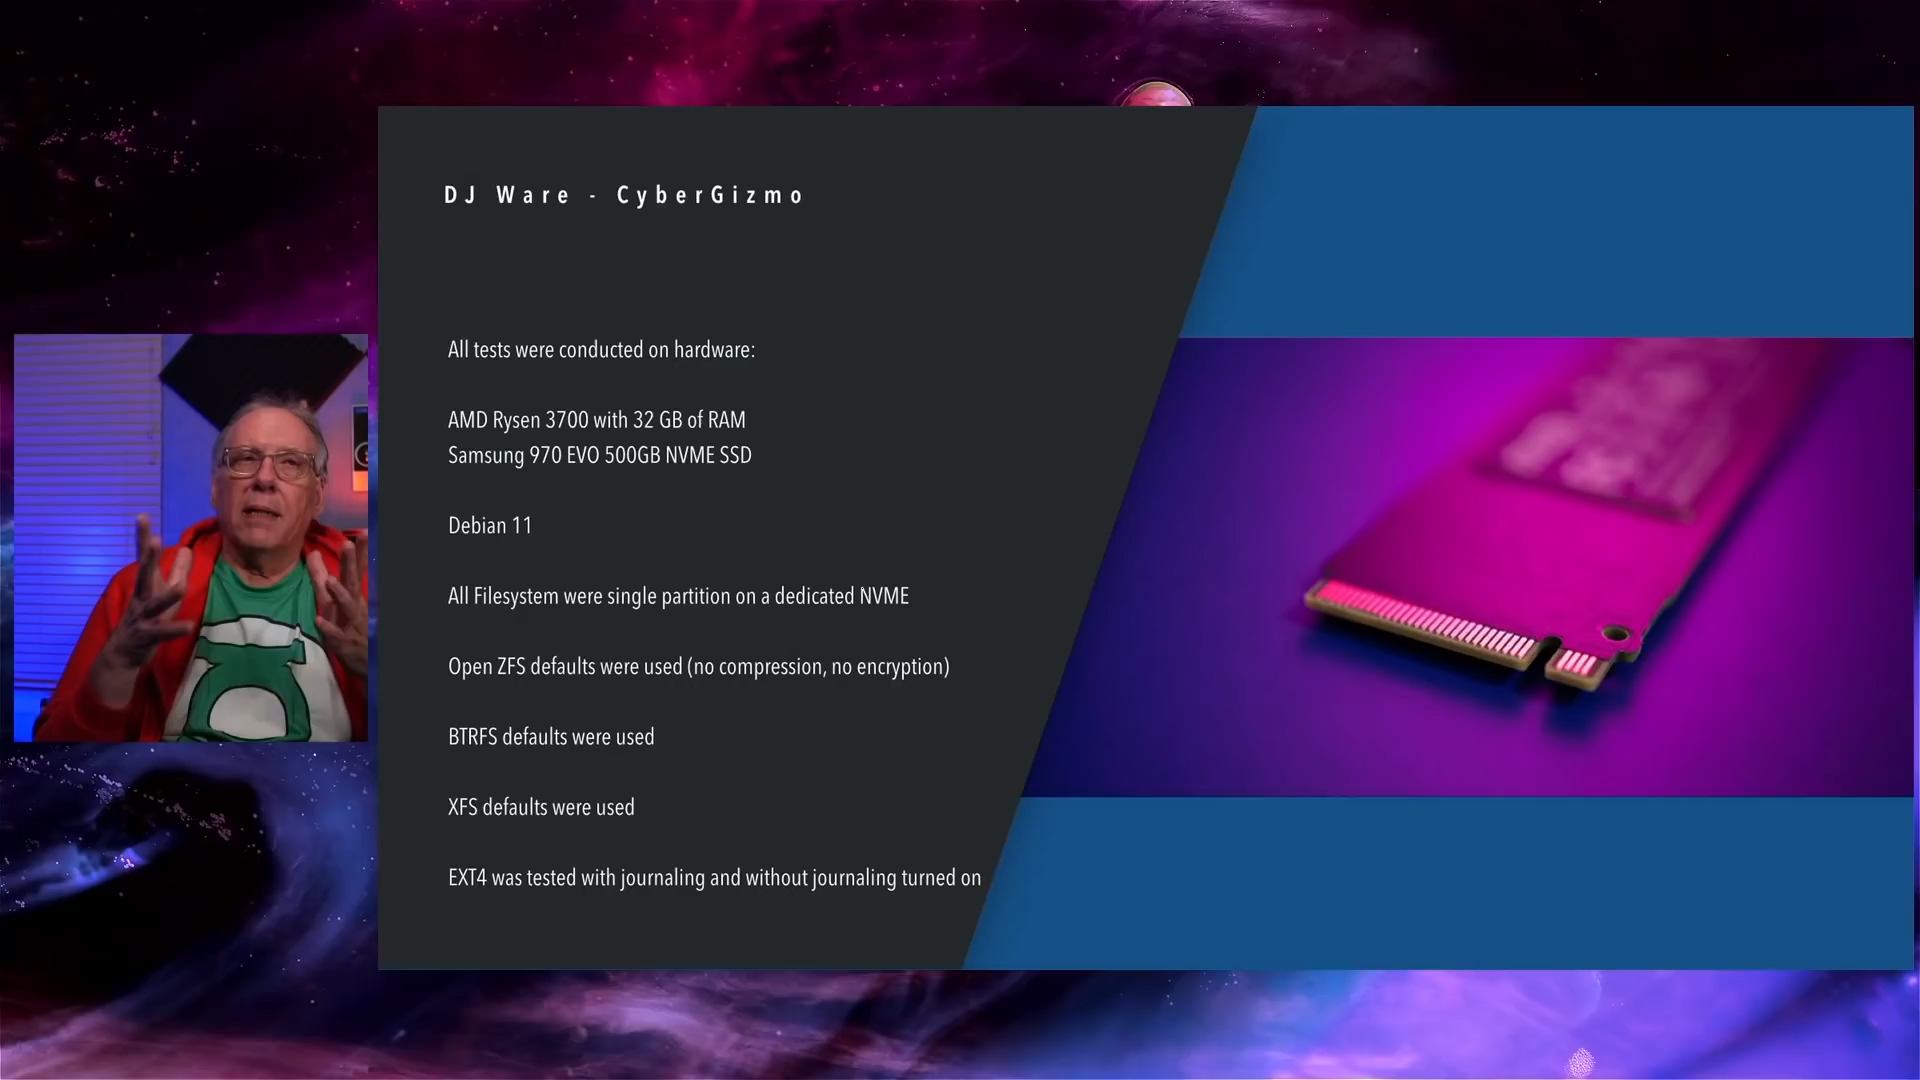 DJ Ware - CyberGizmo
All tests were conducted on hardware:
AMD Rysen 3700 with 32 GB of RAM
Samsung 970 EVO 500GB NVME SSD
Debian 11
All Filesystem were single partition on a dedicated NVME
Open ZFS defaults were used (no compression, no encryption)
BTRFS defaults were used
XFS defaults were used
EXT4 was tested with journaling and without journaling turned on